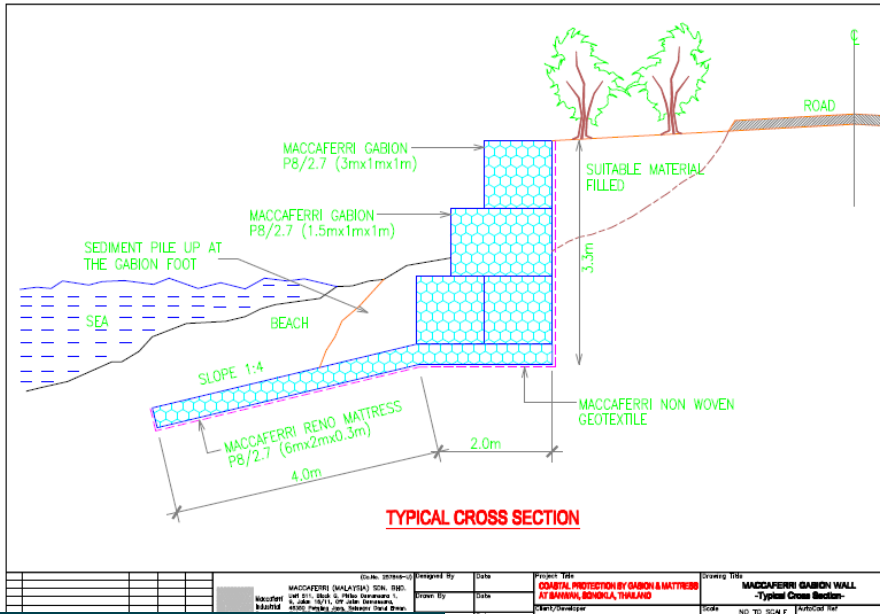 ROAD
MACCAFERRI GABION
P8/2.7 (3mx1mx1m)
SUITABLE MATERIAL
FILLED
MACCAFERRI GABION
P8/2.7 (1.5mx1mx1m)
SEDIMENT PILE UP AT
THE GABION FOOT
3.3m
SEA
BEACH
SLOPE 1:4
MACCAFERRI NON WOVEN
GEOTEXTILE
MACCAFERRI RENO MATTRESS
P8/2.7 (6mx2mx0.3m)
2.0m
4.0m
TYPICAL CROSS SECTION
Maccaferri
Industrial
MACCAFERRI (MALAYSIA) SDN. BHD.
Designed By
Date
Drawn By
Date
Project Title
COASTAL PROTECTION BY GABION & MATTRESS
AT BANWAN, SONGKLA, THAILAND
Client/Developer
Drawing Title
MACCAFERRI GABION WALL
-Typical Cross Section-
Scale
NO TO SCALE
AutoCad Ref